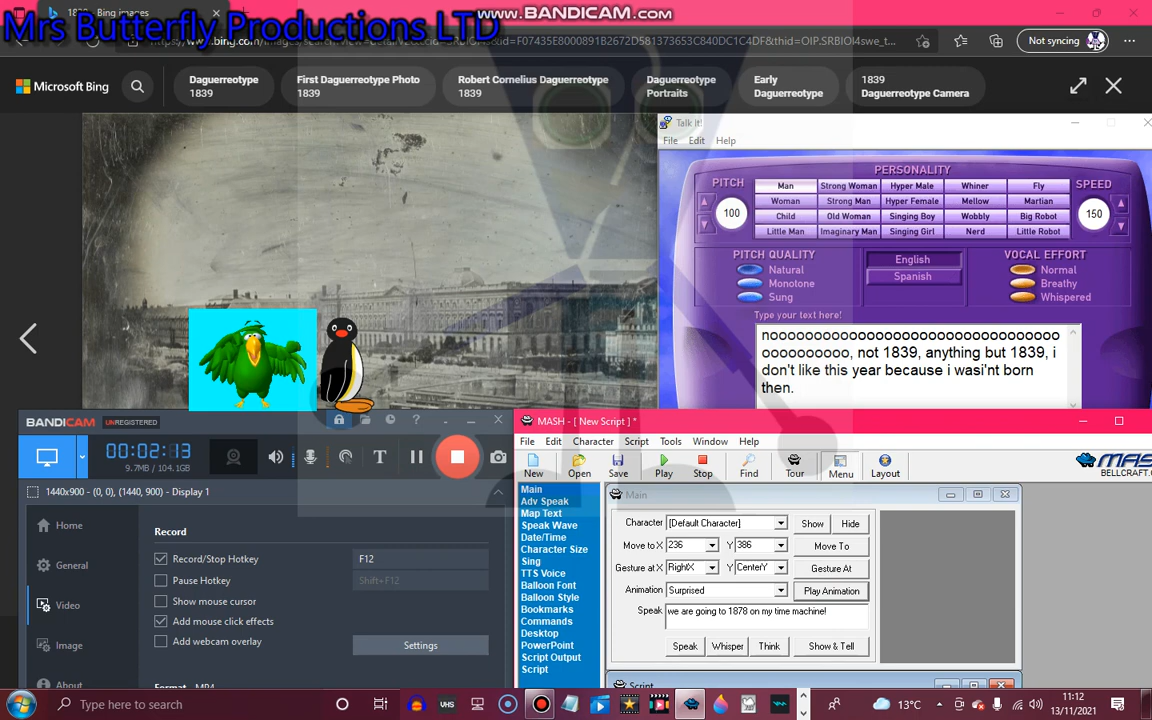 1839 - Bing images
www.BANDICAM.com
Mrs Butterfly Productions LTD
Not syncing
Microsoft Bing
Daguerreotype
1839
First Daguerreotype Photo
1839
Robert Cornelius Daguerreotype
1839
Daguerreotype
Portraits
Early
Daguerreotype
1839
Daguerreotype Camera
Talk It!
File Edit Help
PERSONALITY
PITCH
100
Man Strong Woman Hyper Male Whiner Fly
Woman Strong Man Hyper Female Mellow Martian
Child Old Woman Singing Boy Wobbly Big Robot
Little Man Imaginary Man Singing Girl Nerd Little Robot
SPEED
150
PITCH QUALITY
Natural
Monotone
Sung
English
Spanish
VOCAL EFFORT
Normal
Breathy
Whispered
Type your text here!
, not 1839, anything but 1839, i
don't like this year because i wasi'nt born
then.
BANDICAM UNREGISTERED
00:02:13
9.7MB / 104.1GB
1440x900 - (0, 0), (1440, 900) - Display 1
Home
General
Video
Image
About
Record
Record/Stop Hotkey F12
Pause Hotkey Shift+F12
Show mouse cursor
Add mouse click effects
Add webcam overlay
Settings
Format - MP4
MASH - [ New Script ] *
File Edit Character Script Tools Window Help
New Open Save Play Stop Find Tour Menu Layout
MASH
BELLCRAFT.
Main
Adv Speak
Map Text
Speak Wave
Date/Time
Character Size
Sing
TTS Voice
Balloon Font
Balloon Style
Bookmarks
Commands
Desktop
PowerPoint
Script Output
Script
Main
Character [Default Character] Show Hide
Move to X 236 Y 386 Move To
Gesture at X RightX Y CenterY Gesture At
Animation Surprised Play Animation
Speak we are going to 1878 on my time machine!
Speak Whisper Think Show & Tell
Script
Type here to search
VHS
13°C
11:12
13/11/2021